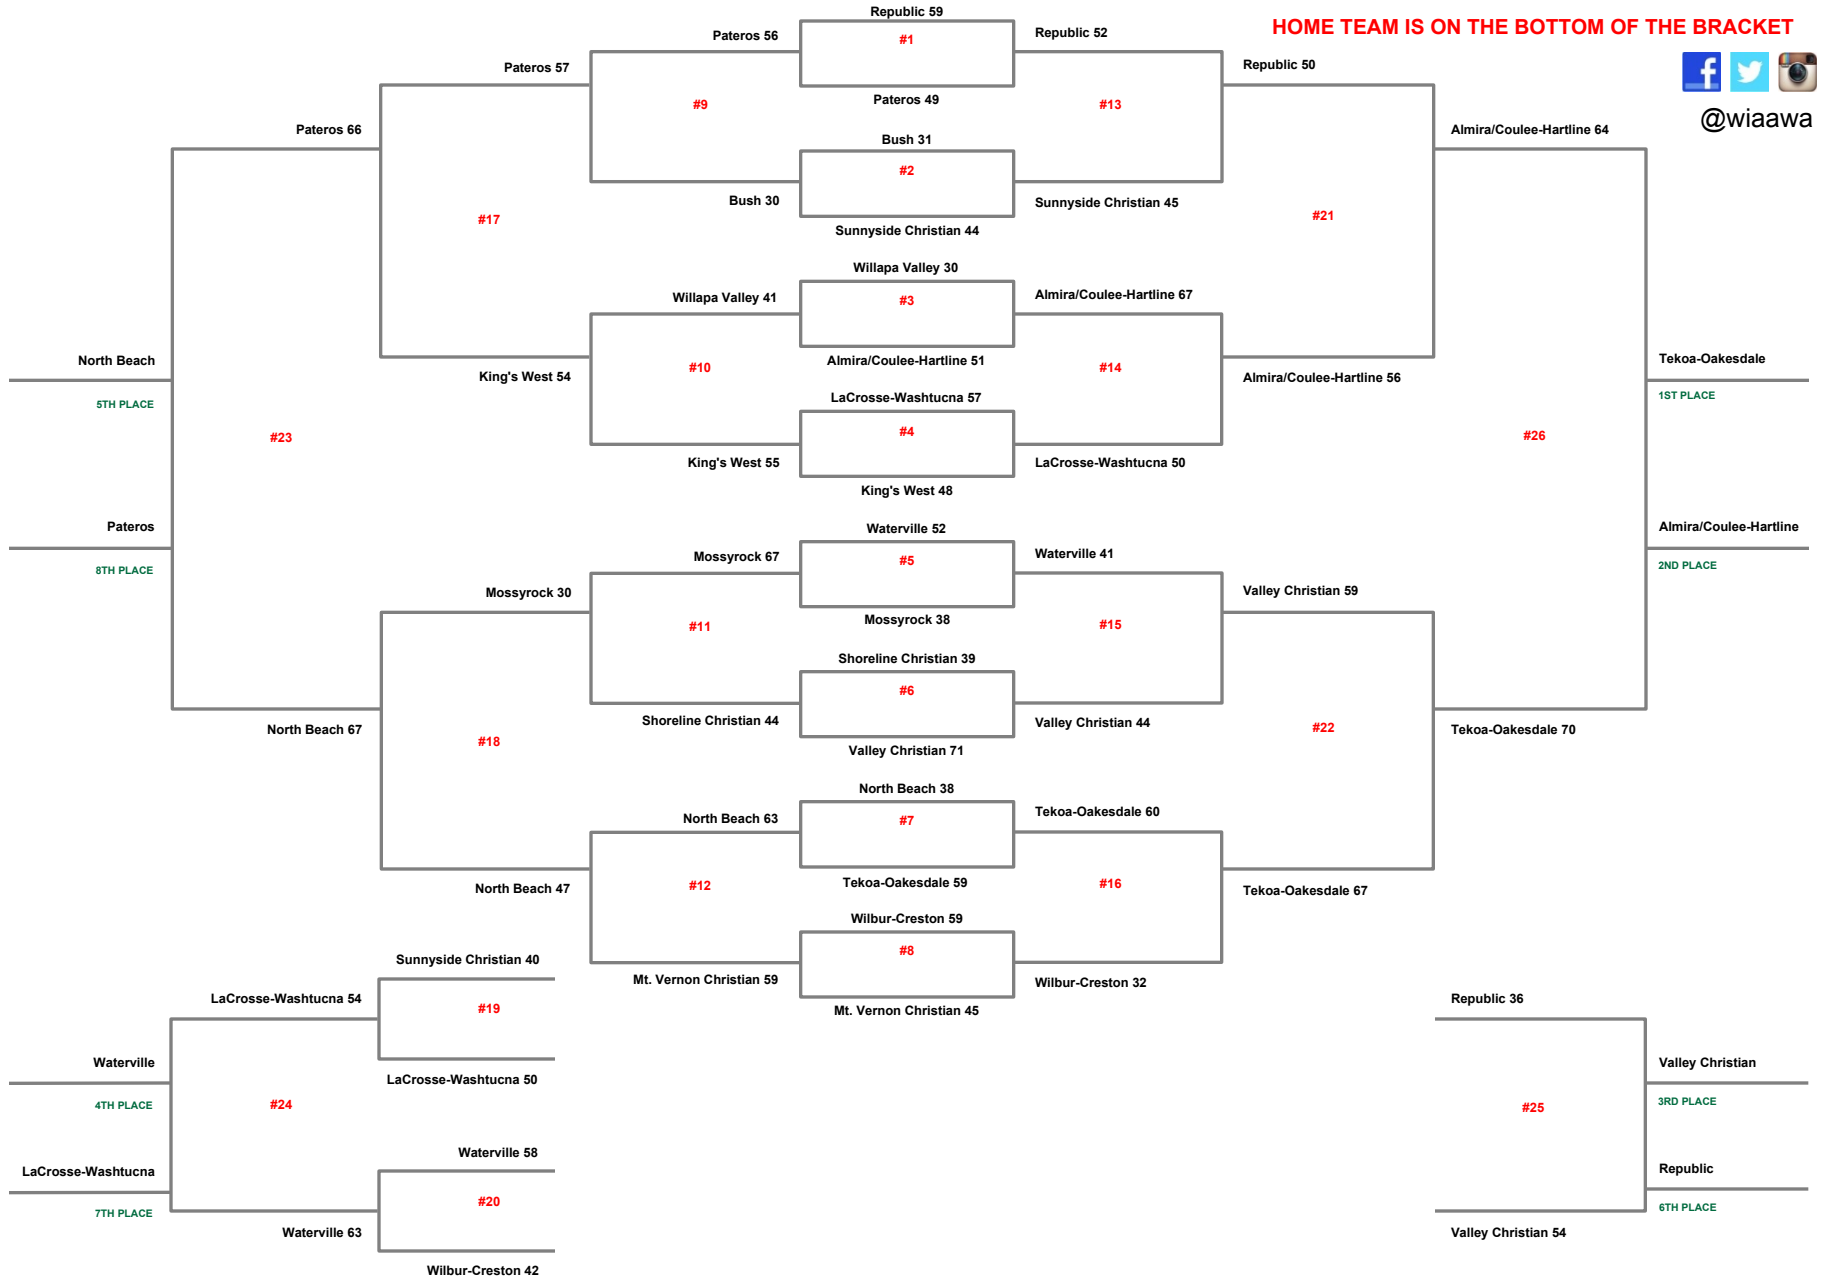 HOME TEAM IS ON THE BOTTOM OF THE BRACKET
@wiaawa
Republic 59
#1
Pateros 49
Bush 31
#2
Sunnyside Christian 44
Willapa Valley 30
#3
Almira/Coulee-Hartline 51
LaCrosse-Washtucna 57
#4
King's West 48
Waterville 52
#5
Mossyrock 38
Shoreline Christian 39
#6
Valley Christian 71
North Beach 38
#7
Tekoa-Oakesdale 59
Wilbur-Creston 59
#8
Mt. Vernon Christian 45
Pateros 56
#9
Bush 30
Willapa Valley 41
#10
King's West 55
Mossyrock 67
#11
Shoreline Christian 44
North Beach 63
#12
Mt. Vernon Christian 59
Republic 52
#13
Sunnyside Christian 45
Almira/Coulee-Hartline 67
#14
LaCrosse-Washtucna 50
Waterville 41
#15
Valley Christian 44
Tekoa-Oakesdale 60
#16
Wilbur-Creston 32
Pateros 57
#17
King's West 54
Mossyrock 30
#18
North Beach 47
Sunnyside Christian 40
#19
LaCrosse-Washtucna 50
Waterville 58
#20
Wilbur-Creston 42
Republic 50
#21
Almira/Coulee-Hartline 56
Valley Christian 59
#22
Tekoa-Oakesdale 67
Pateros 66
#23
North Beach 67
North Beach
5TH PLACE
Pateros
8TH PLACE
LaCrosse-Washtucna 54
#24
Waterville 63
Waterville
4TH PLACE
LaCrosse-Washtucna
7TH PLACE
Republic 36
#25
Valley Christian 54
Valley Christian
3RD PLACE
Republic
6TH PLACE
Almira/Coulee-Hartline 64
#26
Tekoa-Oakesdale 70
Tekoa-Oakesdale
1ST PLACE
Almira/Coulee-Hartline
2ND PLACE